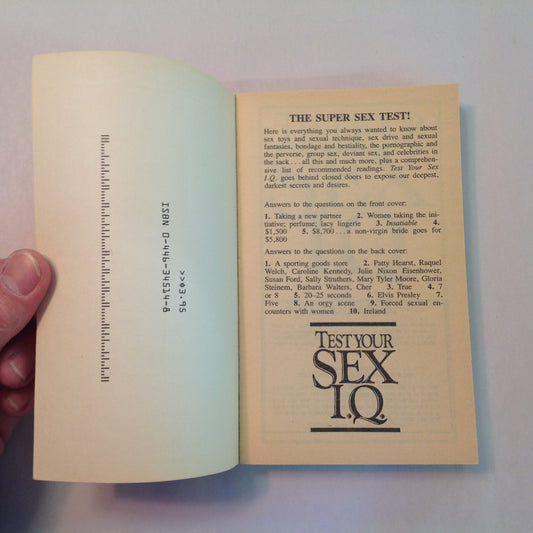 ISBN 0-446-34514-8
>>$3.95
THE SUPER SEX TEST!
Here is everything you always wanted to know about
sex toys and sexual technique, sex drive and sexual
fantasies, bondage and bestiality, the pornographic and
the perverse, group sex, deviant sex, and celebrities in
the sack . . . all this and much more, plus a comprehen-
sive list of recommended readings. Test Your Sex
I.Q. goes behind closed doors to expose our deepest,
darkest secrets and desires.
Answers to the questions on the front cover:
1. Taking a new partner 2. Women taking the ini-
tiative; perfume; lacy lingerie 3. Insatiable 4.
$1,500 5. $8,700 . . . a non-virgin bride goes for
$5,800
Answers to the questions on the back cover:
1. A sporting goods store 2. Patty Hearst, Raquel
Welch, Caroline Kennedy, Julie Nixon Eisenhower,
Susan Ford, Sally Struthers, Mary Tyler Moore, Gloria
Steinem, Barbara Walters, Cher 3. True 4. 7
or 8 5. 20–25 seconds 6. Elvis Presley 7.
Five 8. An orgy scene 9. Forced sexual en-
counters with women 10. Ireland
TEST YOUR
SEX
I.Q.